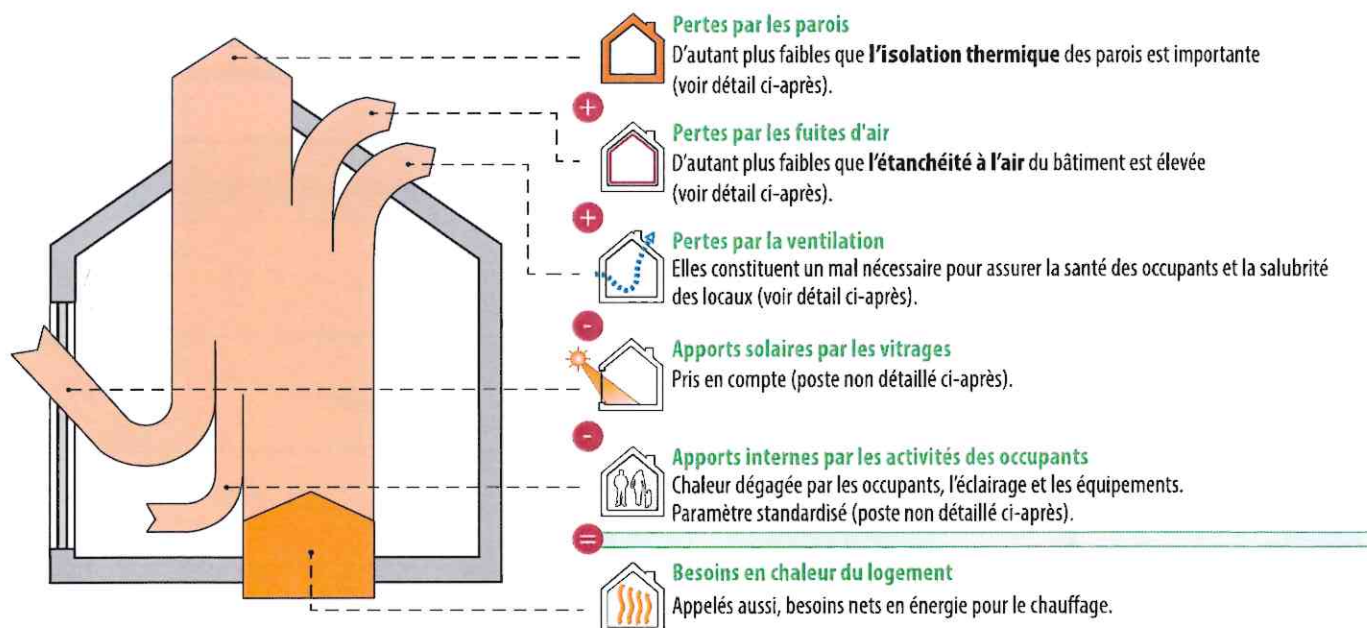 Pertes par les parois
D'autant plus faibles que l'isolation thermique des parois est importante
(voir détail ci-après).
+
Pertes par les fuites d'air
D'autant plus faibles que l'étanchéité à l'air du bâtiment est élevée
(voir détail ci-après).
+
Pertes par la ventilation
Elles constituent un mal nécessaire pour assurer la santé des occupants et la salubrité
des locaux (voir détail ci-après).
-
Apports solaires par les vitrages
Pris en compte (poste non détaillé ci-après).
-
Apports internes par les activités des occupants
Chaleur dégagée par les occupants, l'éclairage et les équipements.
Paramètre standardisé (poste non détaillé ci-après).
=
Besoins en chaleur du logement
Appelés aussi, besoins nets en énergie pour le chauffage.